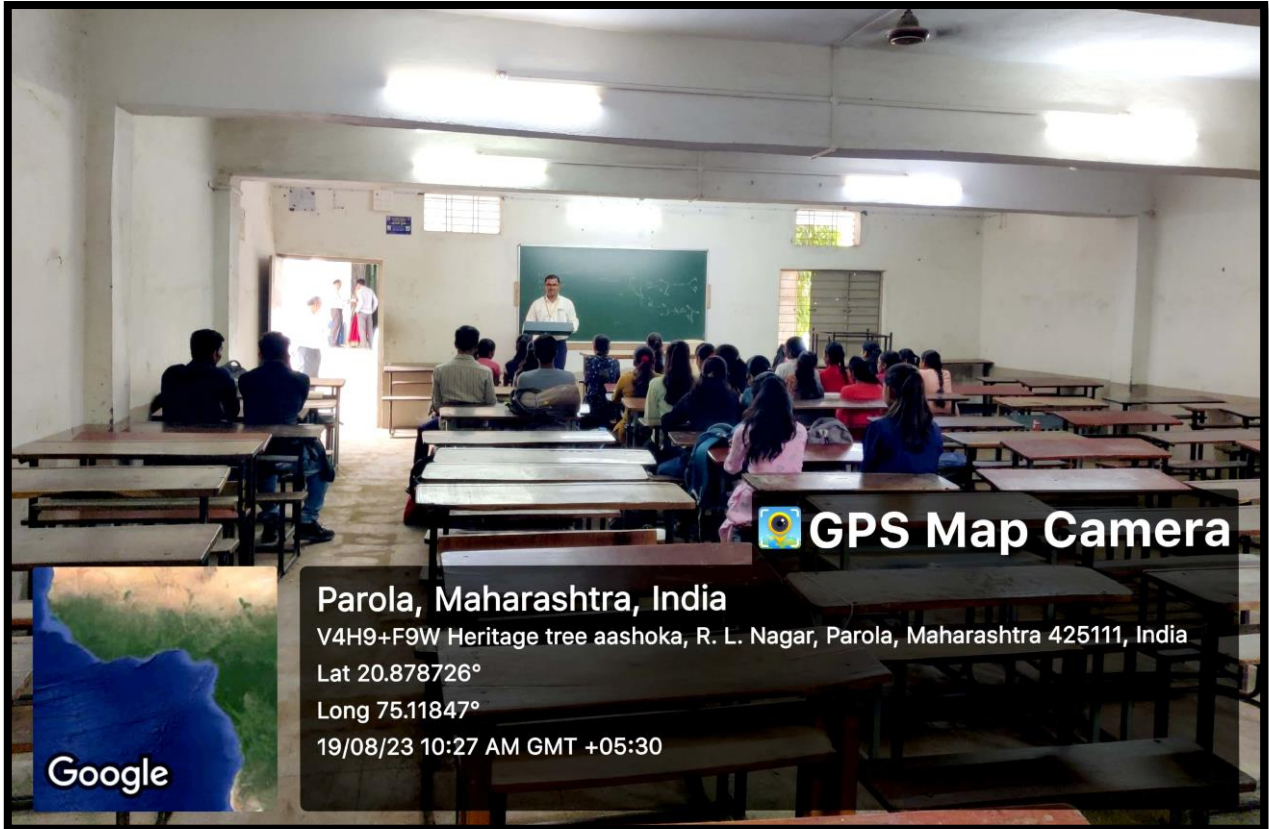 GPS Map Camera
Parola, Maharashtra, India
V4H9+F9W Heritage tree aashoka, R. L. Nagar, Parola, Maharashtra 425111, India
Lat 20.878726°
Long 75.11847°
19/08/23 10:27 AM GMT +05:30
Google